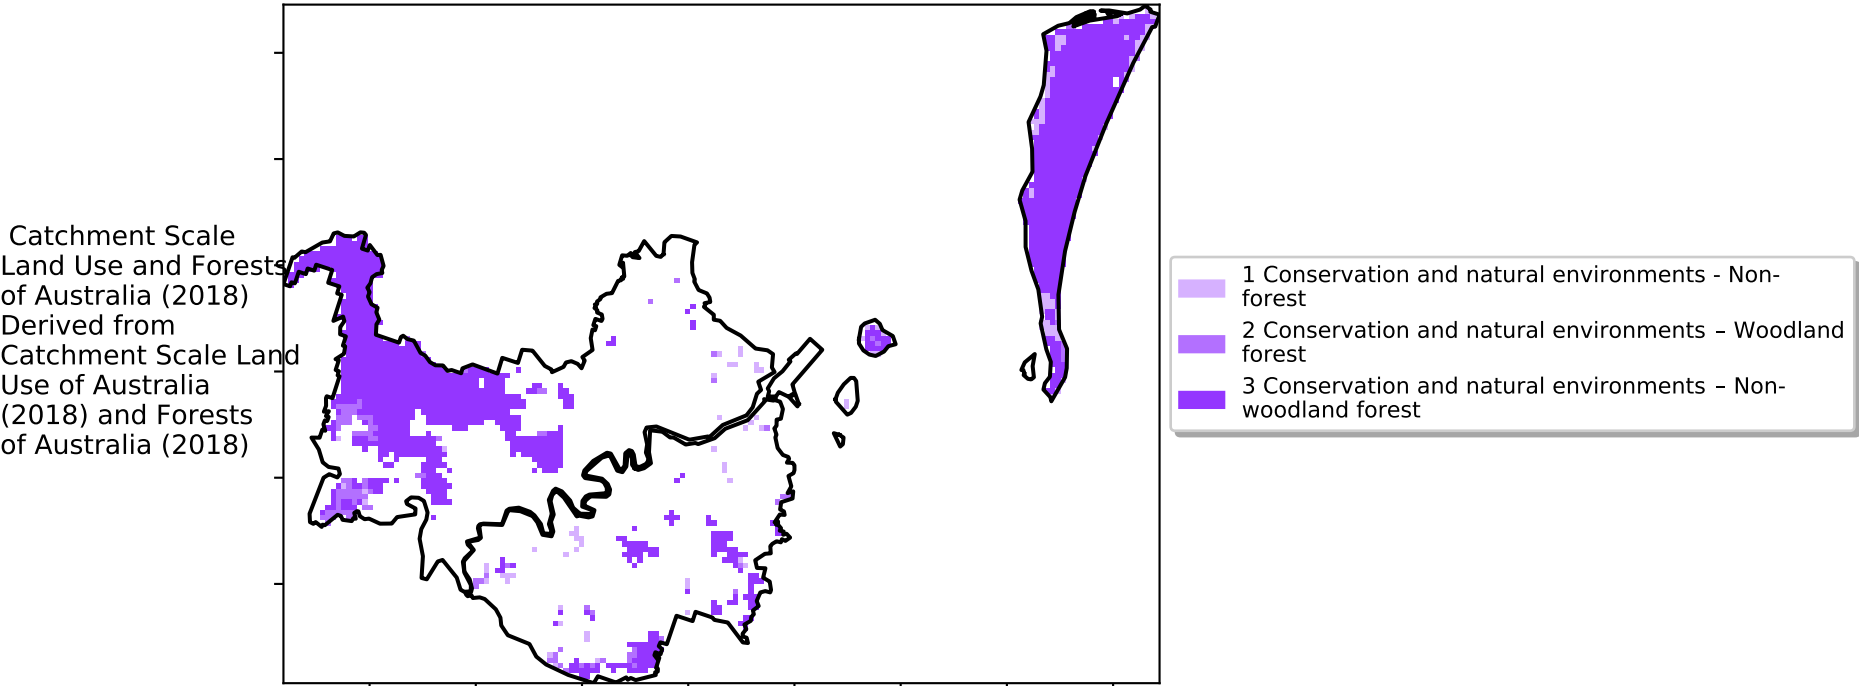 Catchment Scale
Land Use and Forests
of Australia (2018)
Derived from
Catchment Scale Land
Use of Australia
(2018) and Forests
of Australia (2018)
1 Conservation and natural environments - Non-
forest
2 Conservation and natural environments – Woodland
forest
3 Conservation and natural environments – Non-
woodland forest